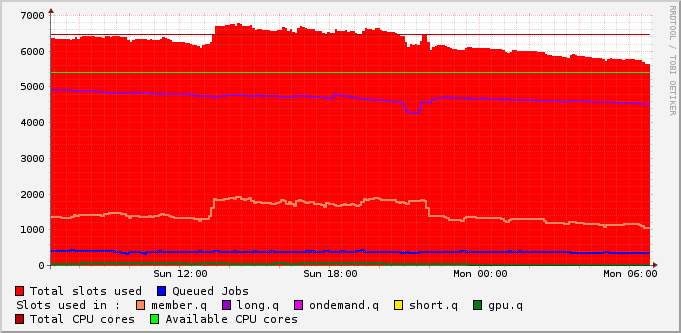 7000
6000
5000
4000
3000
2000
1000
0
Sun 12:00 Sun 18:00 Mon 00:00 Mon 06:00
Total slots used Queued Jobs
Slots used in : member.q long.q ondemand.q short.q gpu.q
Total CPU cores Available CPU cores
RRDTOOL / TOBI OETIKER